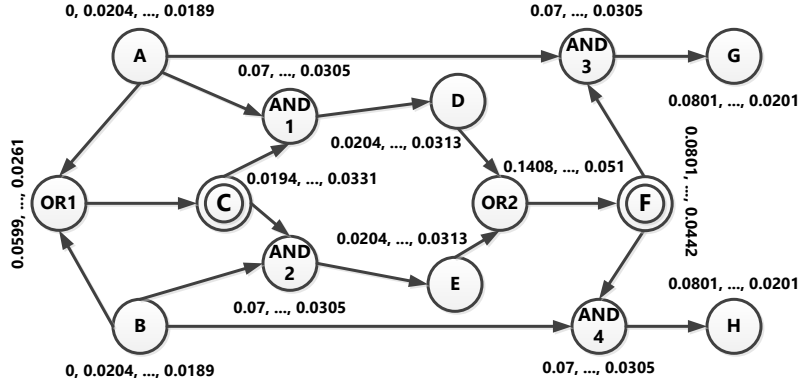 0, 0.0204, ..., 0.0189
0.07, ..., 0.0305
A
AND
3
G
0.07, ..., 0.0305
AND
1
D
0.0801, ..., 0.0201
0.0204, ..., 0.0313
0.0599, ..., 0.0261
0.1408, ..., 0.051
0.0801, ..., 0.0442
0.0194, ..., 0.0331
OR1
C
OR2
F
0.0204, ..., 0.0313
AND
2
E
0.0801, ..., 0.0201
0.07, ..., 0.0305
B
AND
4
H
0, 0.0204, ..., 0.0189
0.07, ..., 0.0305